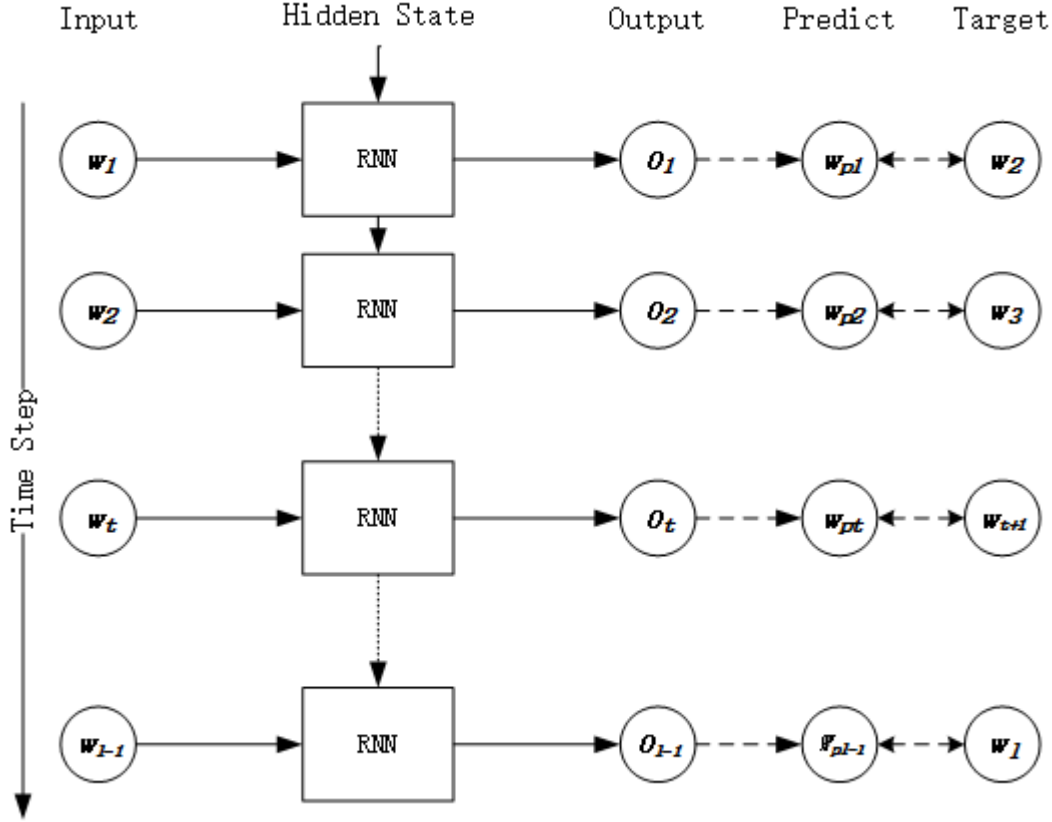 Input Hidden State Output Predict Target
w1 RNN O1 wp1 w2
w2 RNN O2 wp2 w3
Time Step
wt RNN Ot wpt wt+1
wl-1 RNN Ol-1 wpl-1 wl